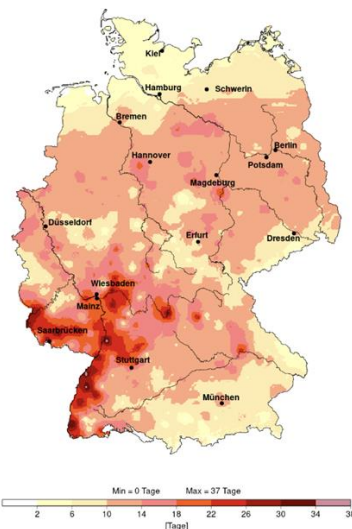 Kiel
Hamburg
Schwerin
Bremen
Berlin
Hannover
Potsdam
Magdeburg
Düsseldorf
Erfurt
Dresden
Wiesbaden
Mainz
Saarbrücken
Stuttgart
München
Min = 0 Tage Max = 37 Tage
2 6 10 14 18 22 26 30 34 38
[Tage]